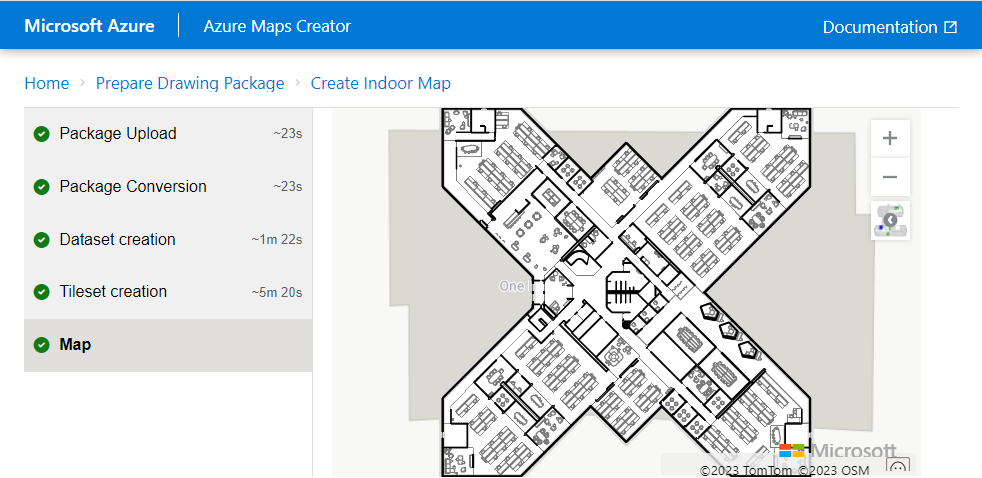 Microsoft Azure
Azure Maps Creator
Documentation
Home > Prepare Drawing Package > Create Indoor Map
Package Upload ~23s
Package Conversion ~23s
Dataset creation ~1m 22s
Tileset creation ~5m 20s
Map
One
Microsoft
©2023 TomTom ©2023 OSM